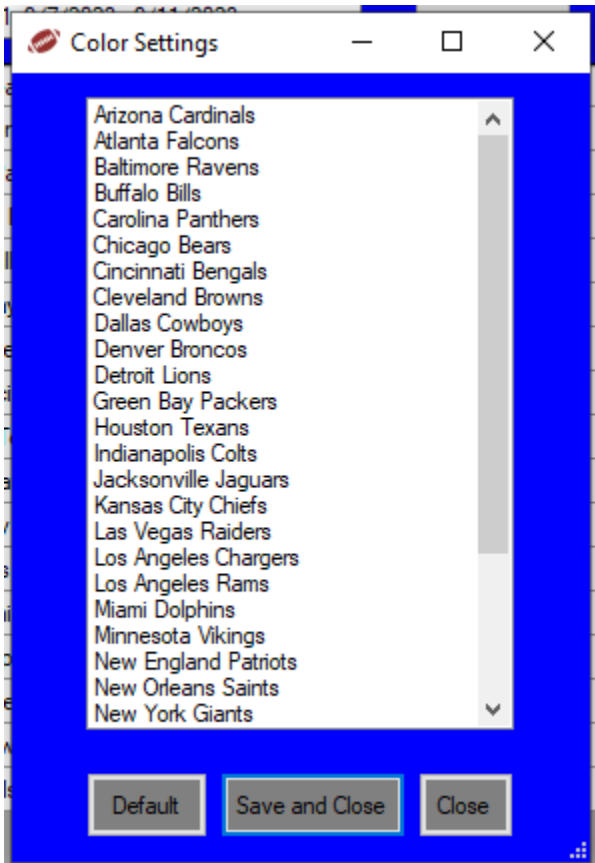 Color Settings
Arizona Cardinals
Atlanta Falcons
Baltimore Ravens
Buffalo Bills
Carolina Panthers
Chicago Bears
Cincinnati Bengals
Cleveland Browns
Dallas Cowboys
Denver Broncos
Detroit Lions
Green Bay Packers
Houston Texans
Indianapolis Colts
Jacksonville Jaguars
Kansas City Chiefs
Las Vegas Raiders
Los Angeles Chargers
Los Angeles Rams
Miami Dolphins
Minnesota Vikings
New England Patriots
New Orleans Saints
New York Giants
Default
Save and Close
Close